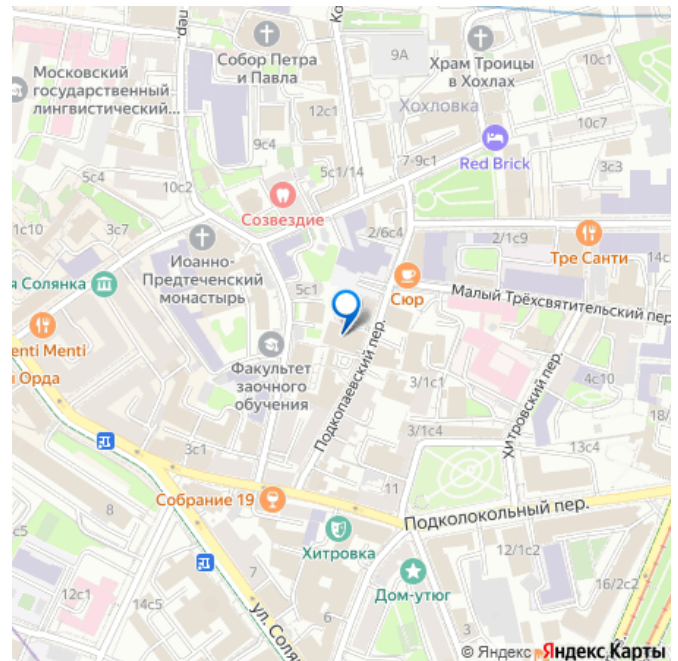 пер.
Ко
Собор Петра
и Павла
9А
Храм Троицы
в Хохлах
10с1
Московский
государственный
лингвистический...
12с1
Хохловка
10с7
9с4
7-9с1
Red Brick
5с4
5с1/14
3с3
10с2
Созвездие
1с10
3с7
2/6с4
2/1с9
14с
Тре Санти
Иоанно-
Предтеченский
монастырь
я Солянка
5с1
Сюр
Малый Трёхсвятительский пер.
enti Menti
Орда
Факультет
заочного
обучения
Подкопаевский пер.
3/1с1
Хитровский пер.
4с10
18/
3/1с4
3с1
13с4
Собрание 19
11
Подколокольный пер.
8
Хитровка
12/1с2
7
Дом-утюг
16/2с2
12с1
14с5
ул. Соля
3
© Яндекс Яндекс Карты